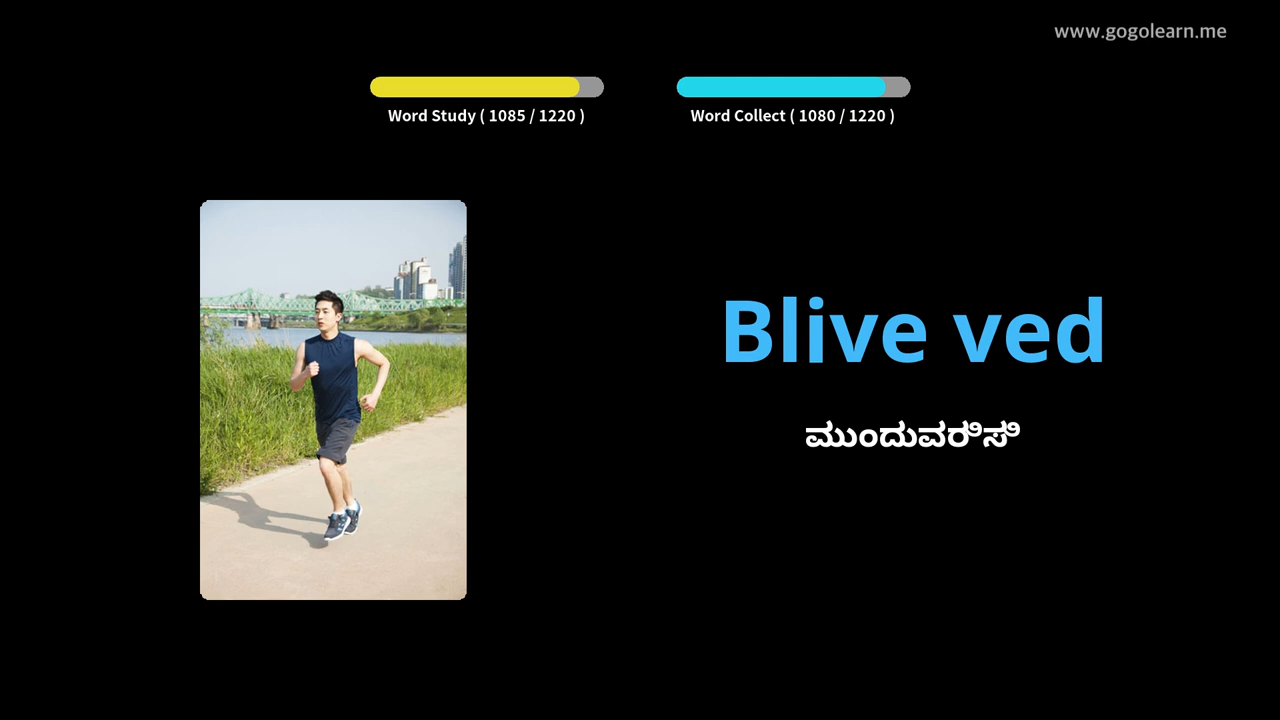 www.gogolearn.me
Word Study ( 1085 / 1220 )
Word Collect ( 1080 / 1220 )
Blive ved
ಮುಂದುವರಿಸಿ